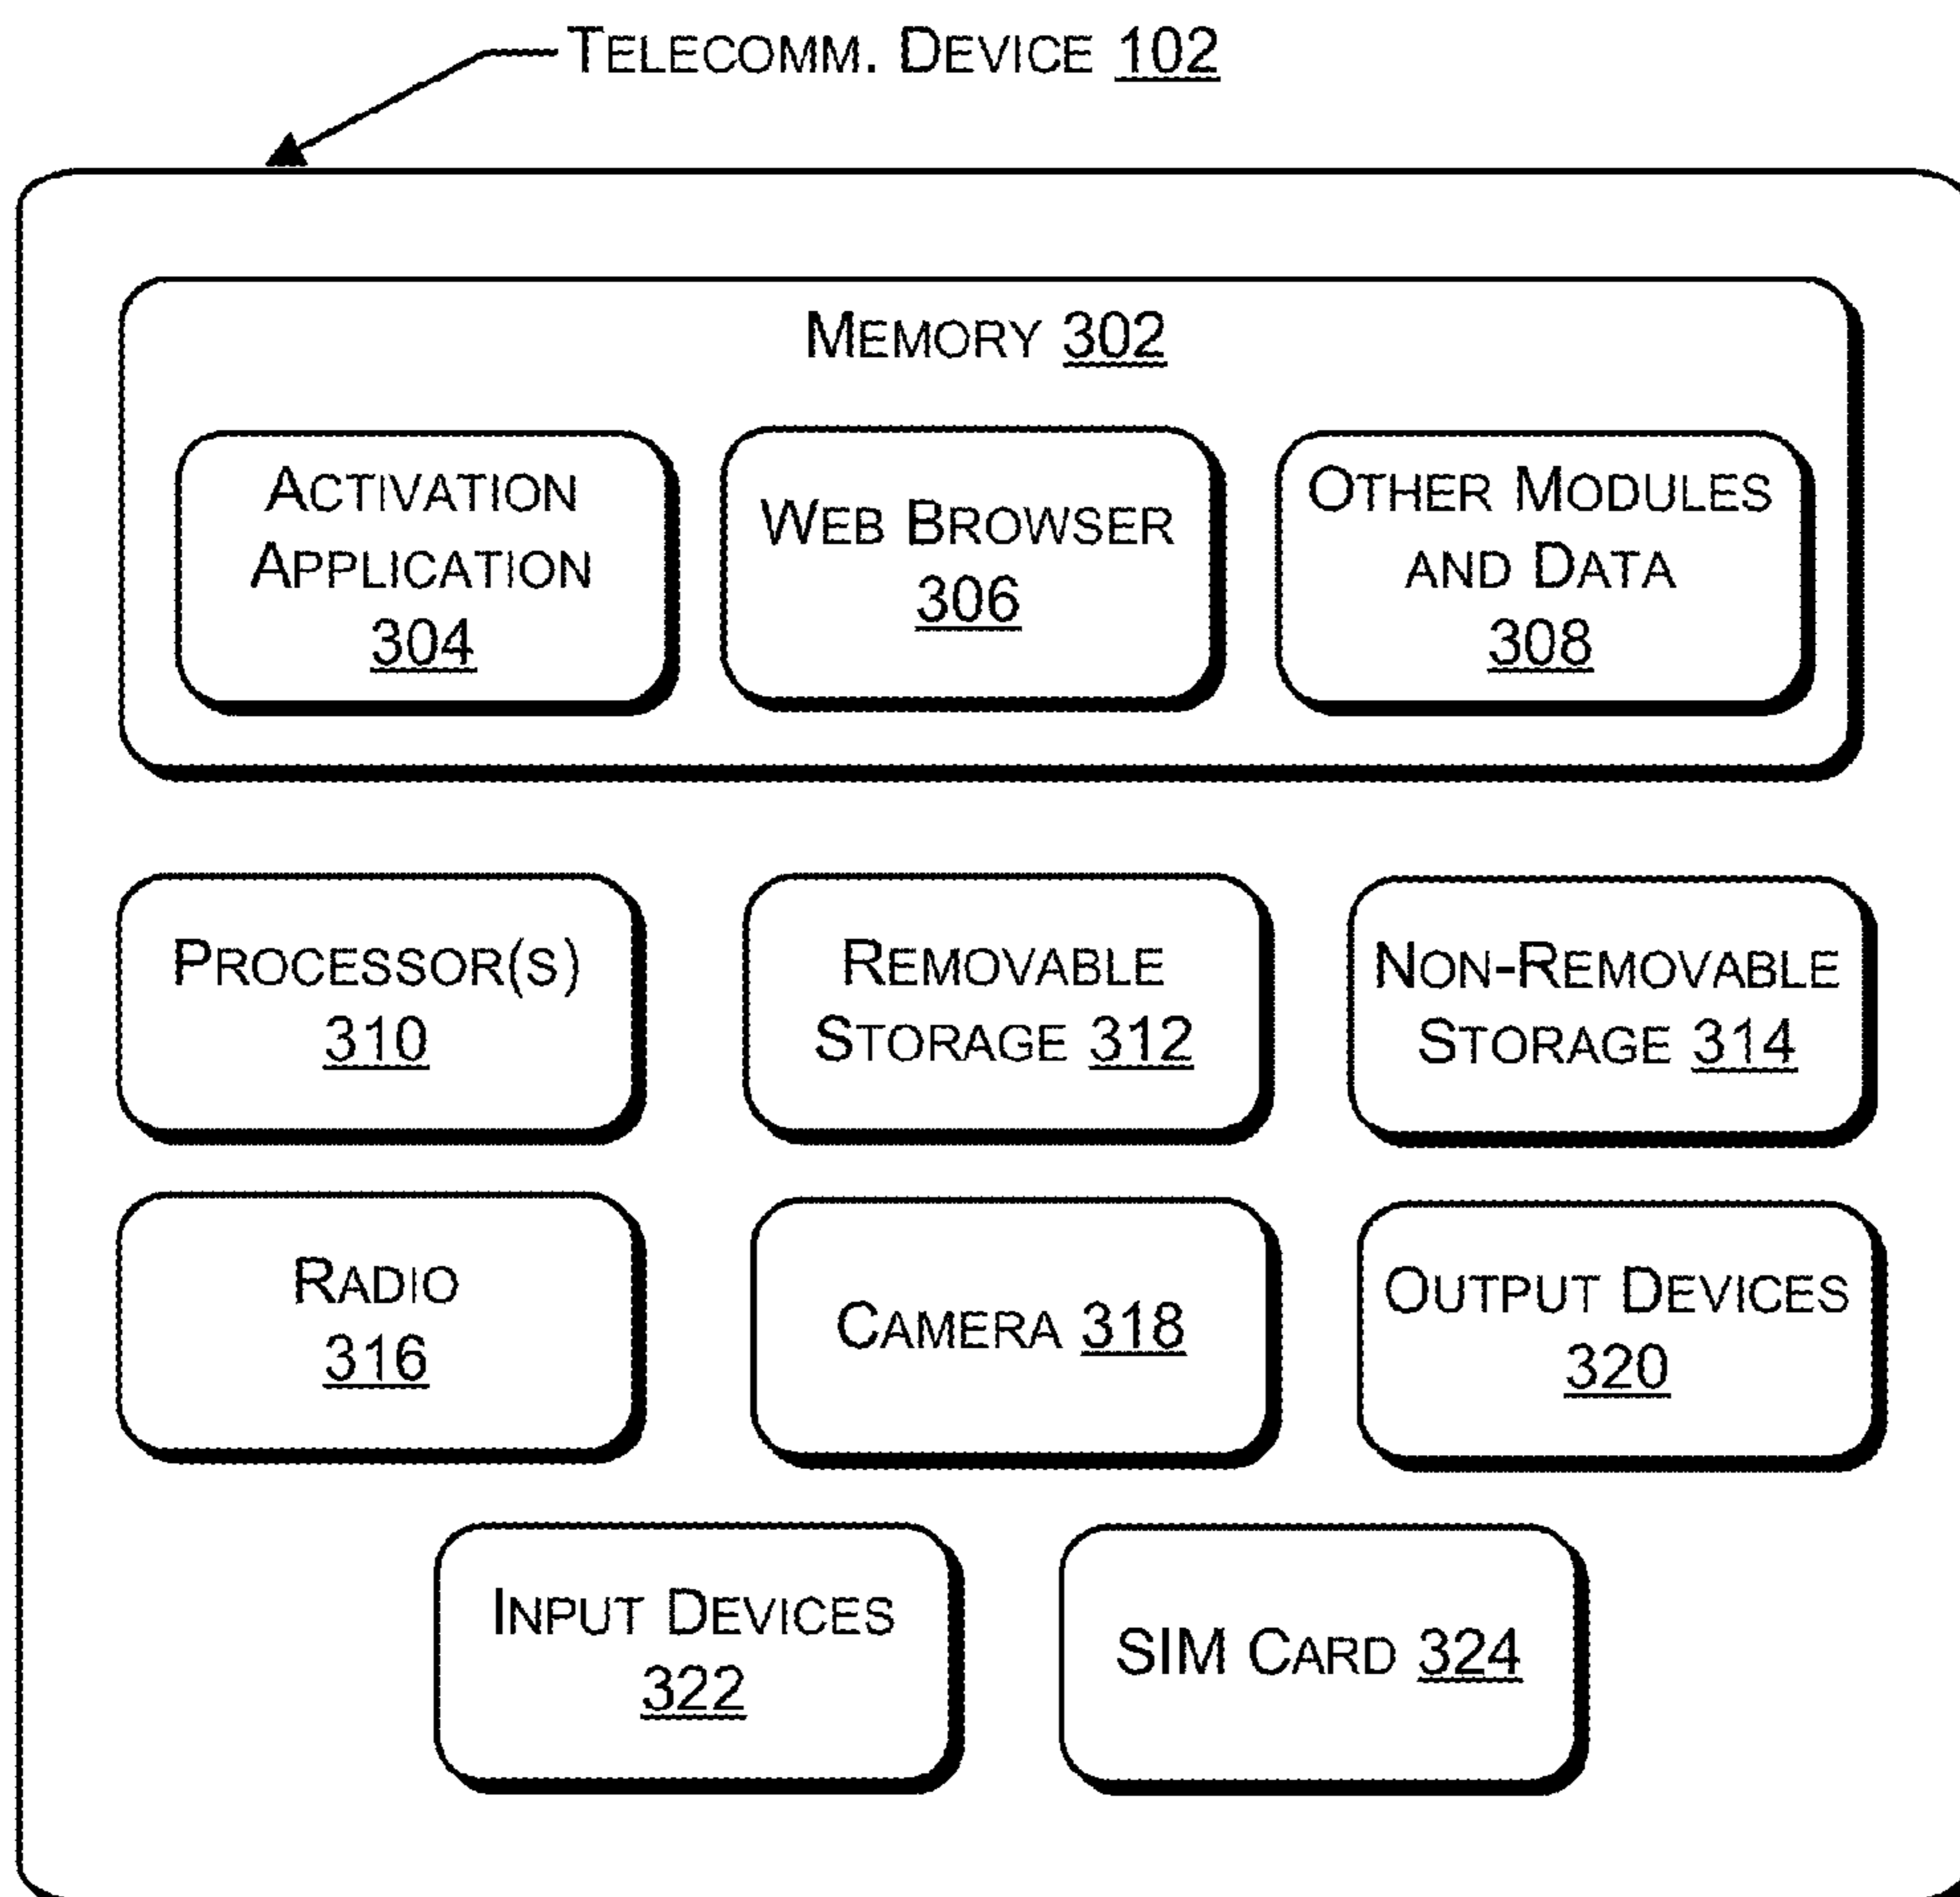 TELECOMM. DEVICE 102
MEMORY 302
ACTIVATION
APPLICATION
304
WEB BROWSER
306
OTHER MODULES
AND DATA
308
PROCESSOR(S)
310
REMOVABLE
STORAGE 312
NON-REMOVABLE
STORAGE 314
RADIO
316
CAMERA 318
OUTPUT DEVICES
320
INPUT DEVICES
322
SIM CARD 324